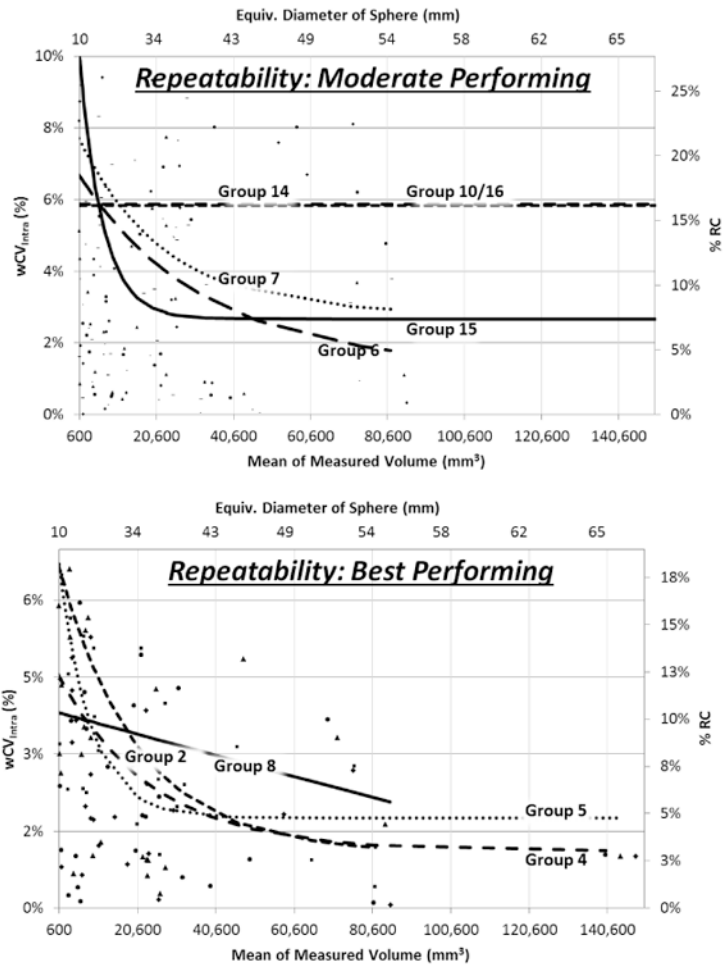 Equiv. Diameter of Sphere (mm)
10 34 43 49 54 58 62 65
Repeatability: Moderate Performing
10%
8%
6%
4%
2%
0%
wCVIntra (%)
25%
20%
15%
10%
5%
0%
% RC
Group 14
Group 10/16
Group 7
Group 15
Group 6
600 20,600 40,600 60,600 80,600 100,600 120,600 140,600
Mean of Measured Volume (mm³)
Equiv. Diameter of Sphere (mm)
10 34 43 49 54 58 62 65
Repeatability: Best Performing
6%
5%
3%
2%
0%
wCVIntra (%)
18%
15%
13%
10%
8%
5%
3%
0%
% RC
Group 2
Group 8
Group 5
Group 4
600 20,600 40,600 60,600 80,600 100,600 120,600 140,600
Mean of Measured Volume (mm³)